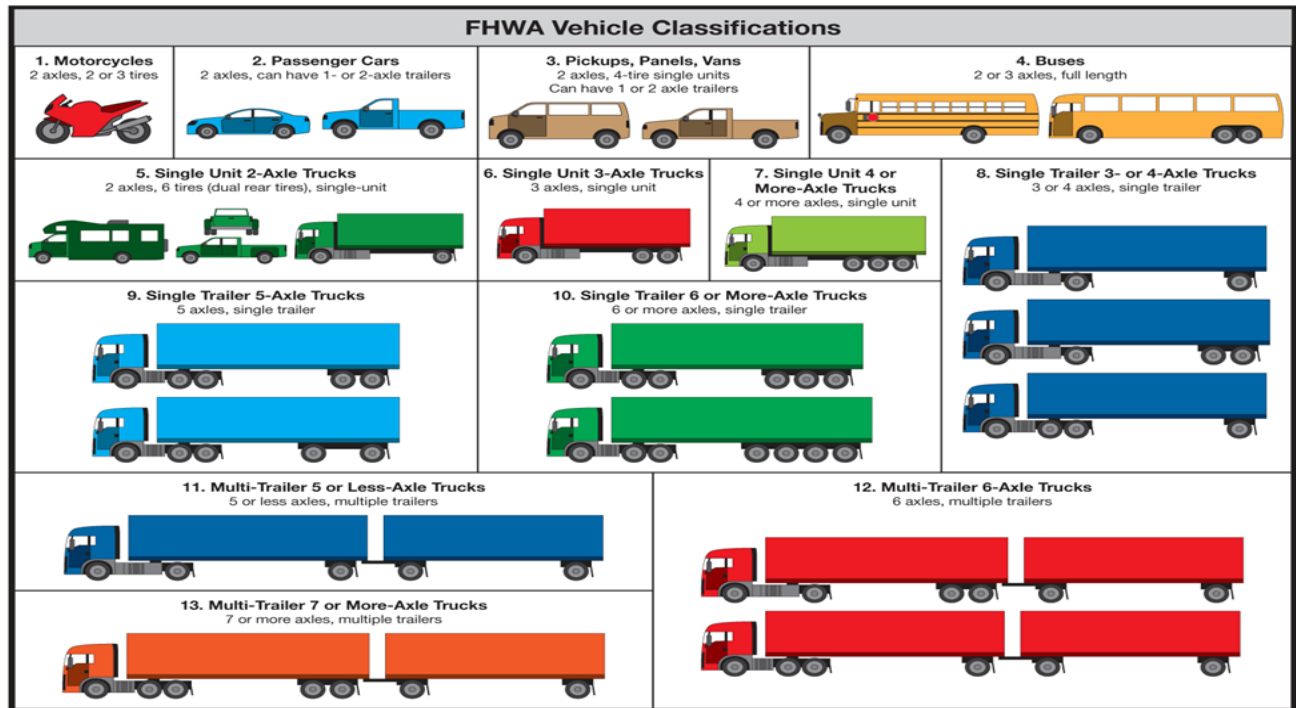 FHWA Vehicle Classifications
1. Motorcycles
2 axles, 2 or 3 tires
2. Passenger Cars
2 axles, can have 1- or 2-axle trailers
3. Pickups, Panels, Vans
2 axles, 4-tire single units
Can have 1 or 2 axle trailers
4. Buses
2 or 3 axles, full length
5. Single Unit 2-Axle Trucks
2 axles, 6 tires (dual rear tires), single-unit
6. Single Unit 3-Axle Trucks
3 axles, single unit
7. Single Unit 4 or
More-Axle Trucks
4 or more axles, single unit
8. Single Trailer 3- or 4-Axle Trucks
3 or 4 axles, single trailer
9. Single Trailer 5-Axle Trucks
5 axles, single trailer
10. Single Trailer 6 or More-Axle Trucks
6 or more axles, single trailer
11. Multi-Trailer 5 or Less-Axle Trucks
5 or less axles, multiple trailers
12. Multi-Trailer 6-Axle Trucks
6 axles, multiple trailers
13. Multi-Trailer 7 or More-Axle Trucks
7 or more axles, multiple trailers